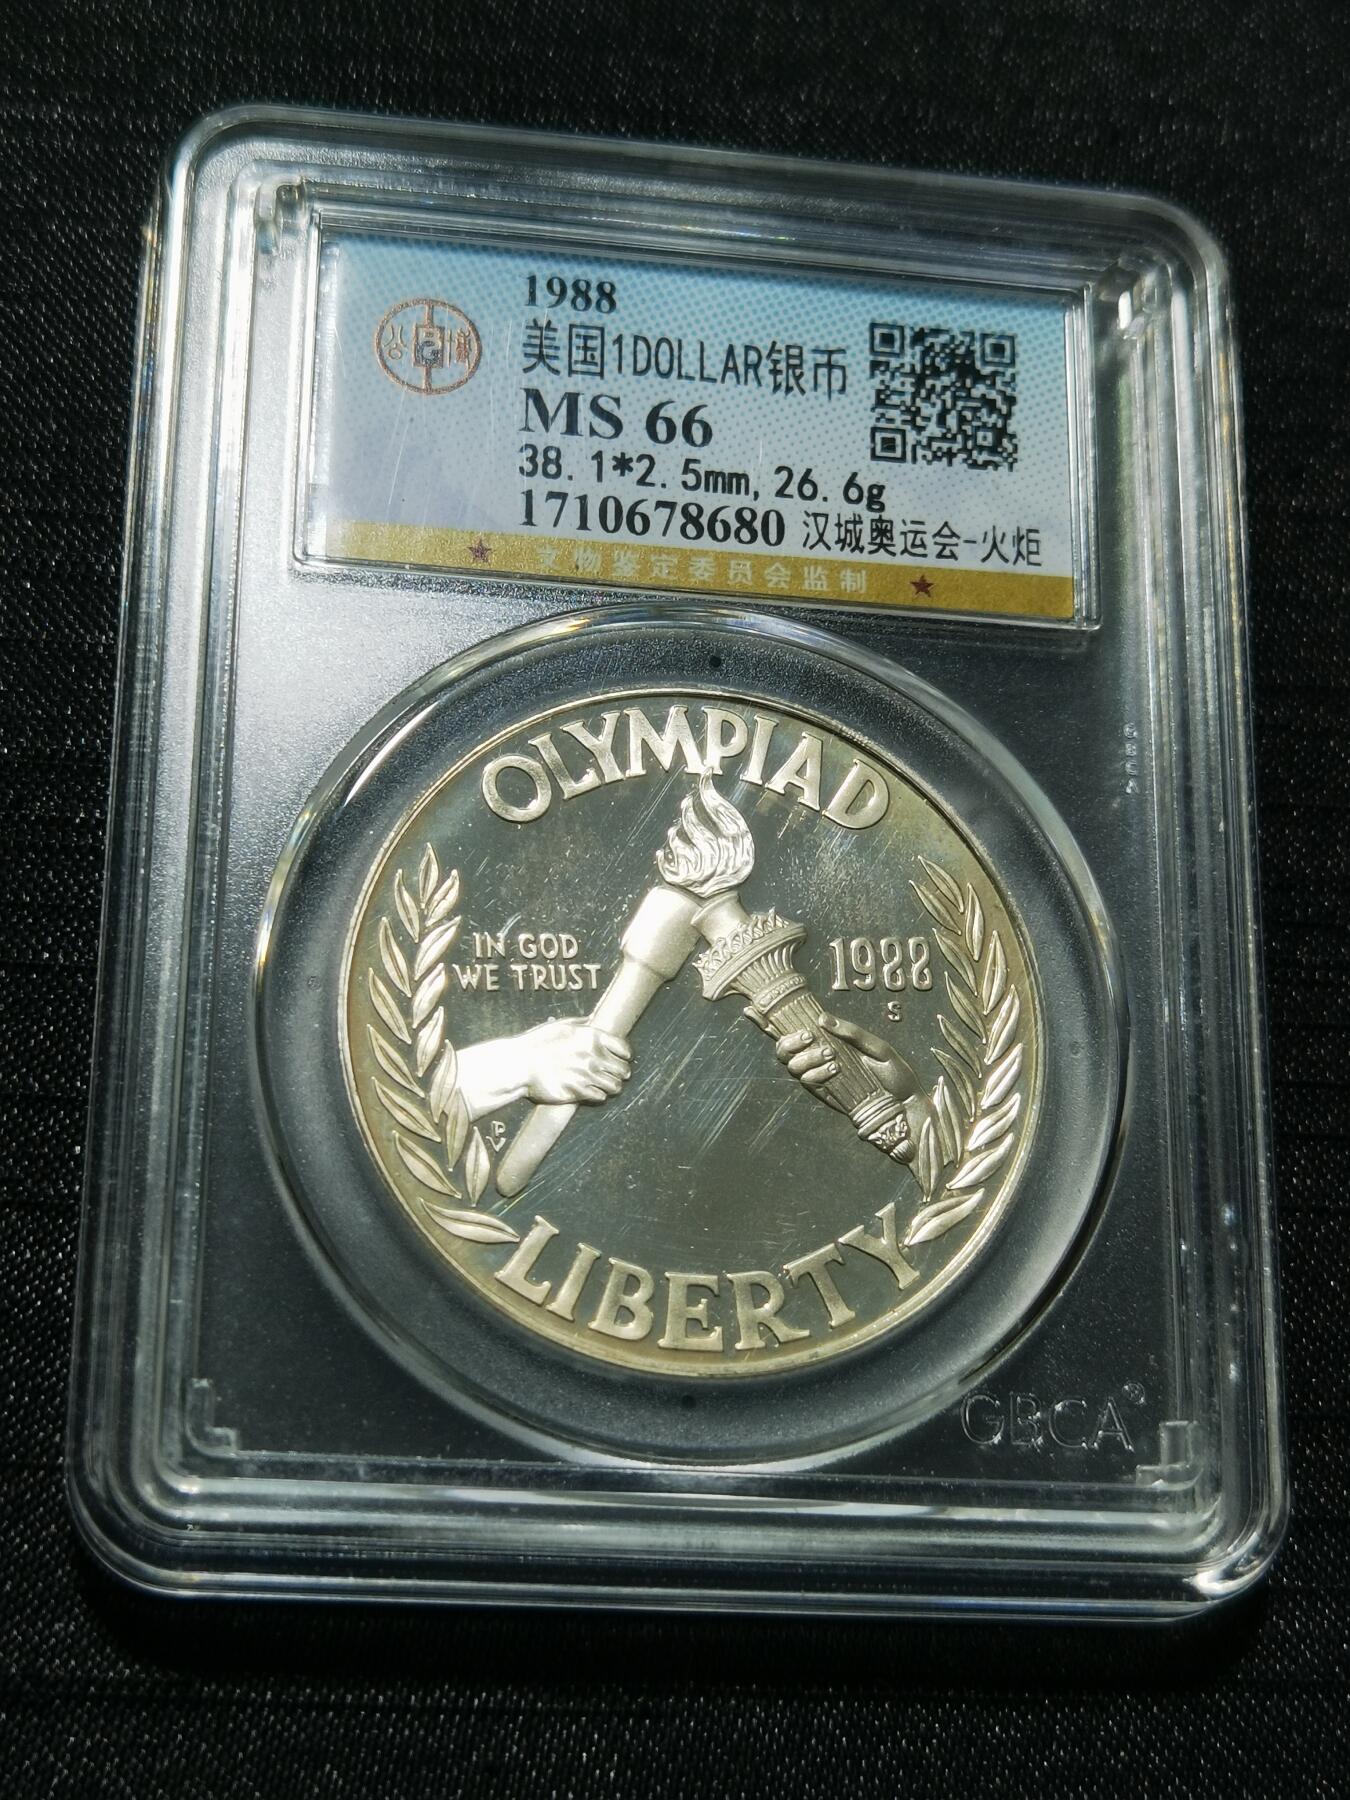 1988
美国1DOLLAR银币
MS 66
38.1*2.5mm,26.6g
1710678680 汉城奥运会-火炬
文物鉴定委员会监制
OLYMPIAD
IN GOD
WE TRUST
1988
S
LIBERTY
GBCA